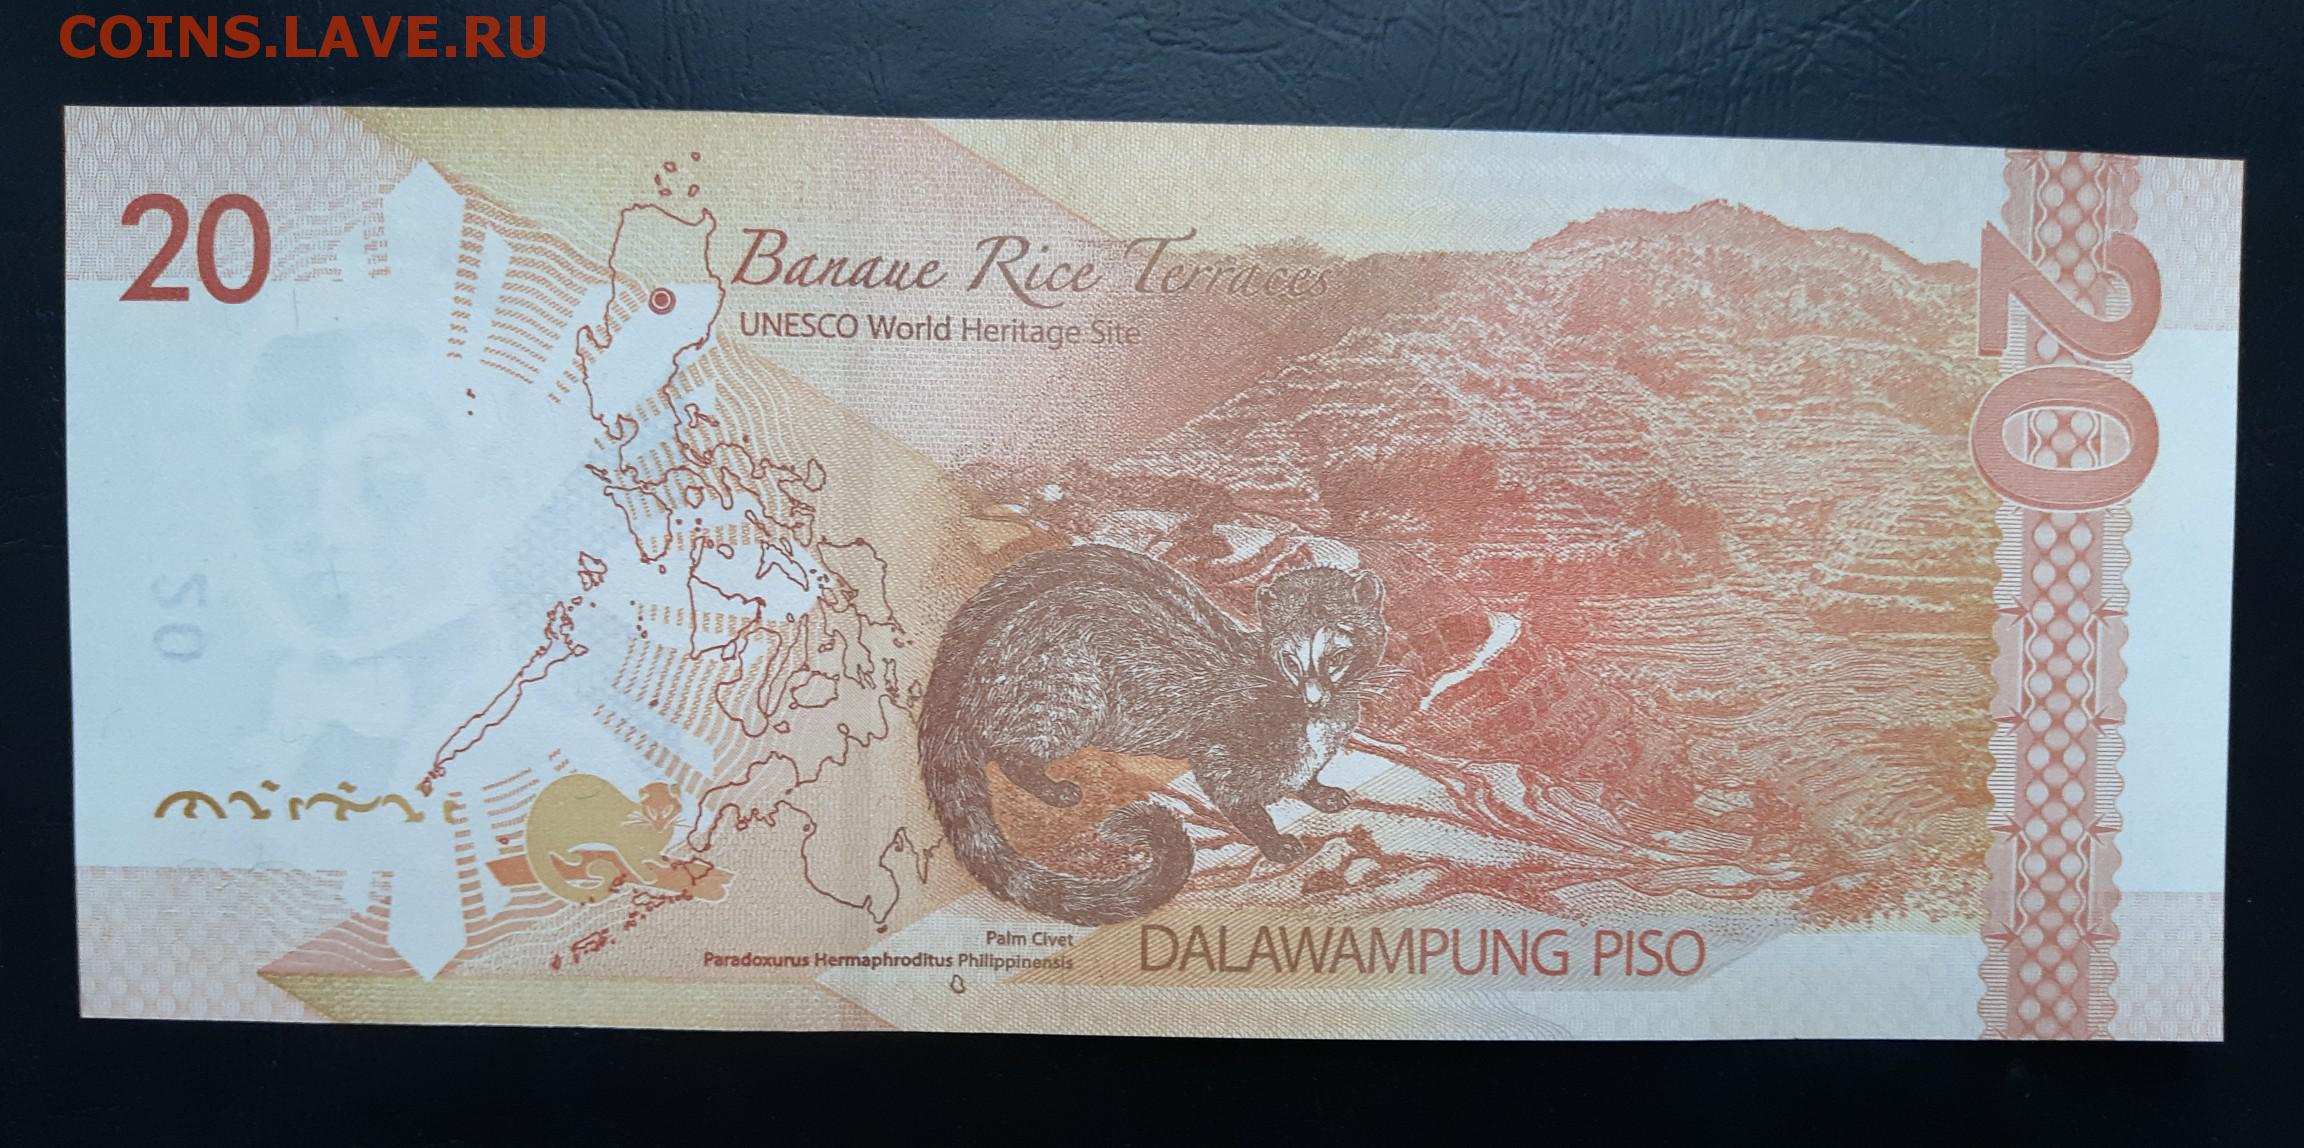 COINS.LAVE.RU
20
Banaue Rice Terraces
UNESCO World Heritage Site
20
Palm Civet
Paradoxurus Hermaphroditus Philippinensis
DALAWAMPUNG PISO